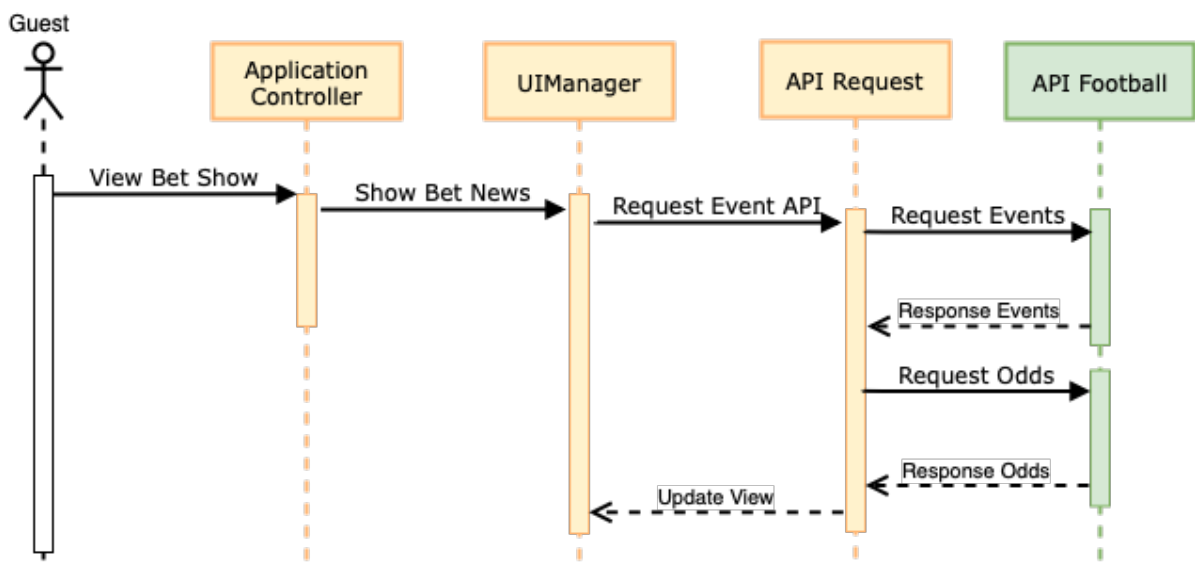 Guest
Application
Controller
UIManager
API Request
API Football
View Bet Show
Show Bet News
Request Event API
Request Events
Response Events
Request Odds
Response Odds
Update View